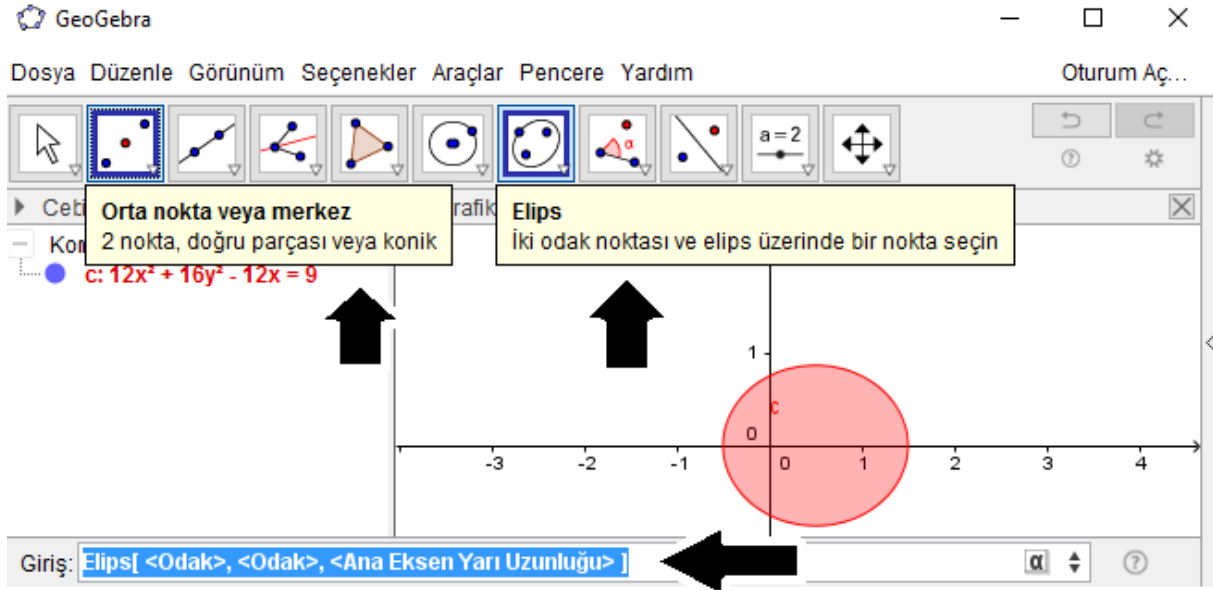 GeoGebra
Dosya Düzenle Görünüm Seçenekler Araçlar Pencere Yardım Oturum Aç...
α
a = 2
Orta nokta veya merkez
2 nokta, doğru parçası veya konik
Elips
İki odak noktası ve elips üzerinde bir nokta seçin
c: 12x² + 16y² - 12x = 9
1
c
0
-3 -2 -1 0 1 2 3 4
Giriş: Elips[ <Odak>, <Odak>, <Ana Eksen Yarı Uzunluğu> ] α